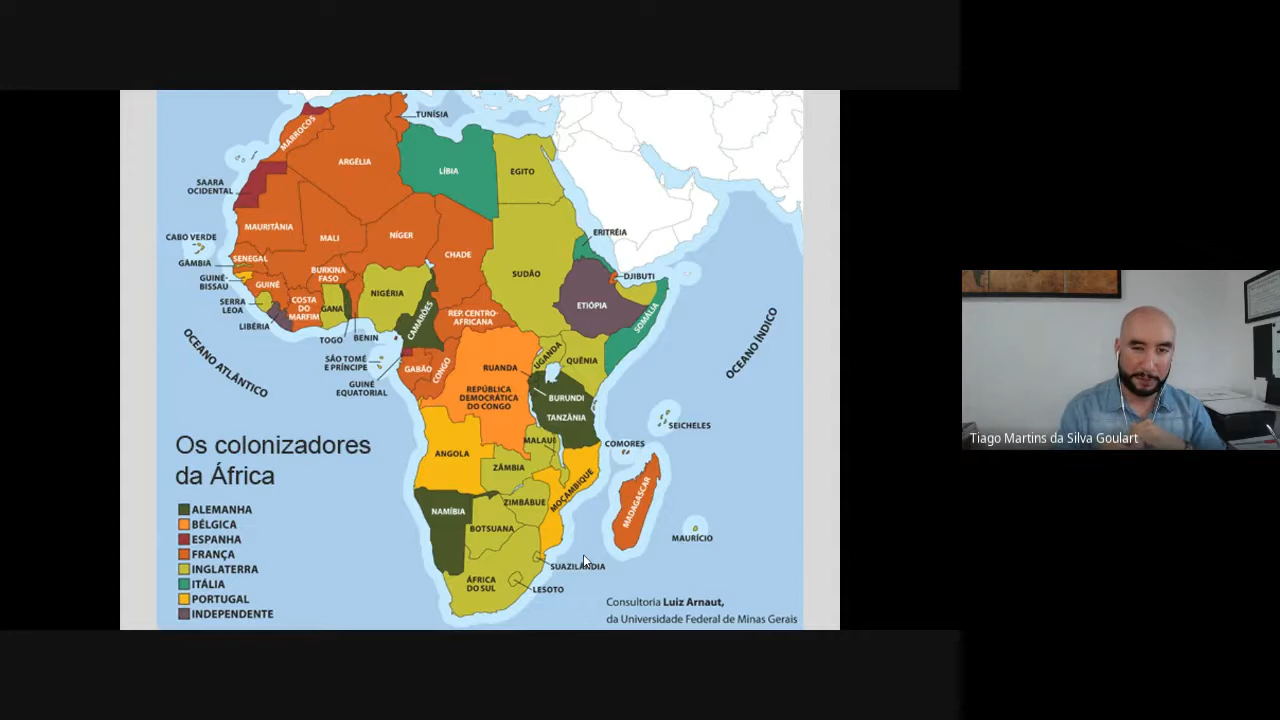 TUNÍSIA
MARROCOS
ARGÉLIA
LÍBIA
EGITO
SAARA
OCIDENTAL
MAURITÂNIA
MALI
NÍGER
CHADE
SUDÃO
ERITRÉIA
CABO VERDE
SENEGAL
GÂMBIA
GUINÉ-
BISSAU
GUINÉ
BURKINA
FASO
NIGÉRIA
DJIBUTI
ETIÓPIA
SOMÁLIA
SERRA
LEOA
COSTA
DO
MARFIM
GANA
LIBÉRIA
TOGO
BENIN
CAMARÕES
REP. CENTRO-
AFRICANA
OCEANO ATLÂNTICO
OCEANO ÍNDICO
SÃO TOMÉ
E PRÍNCIPE
GUINÉ
EQUATORIAL
GABÃO
CONGO
RUANDA
UGANDA
QUÊNIA
REPÚBLICA
DEMOCRÁTICA
DO CONGO
BURUNDI
TANZÂNIA
SEICHELES
MALAUÍ
COMORES
ANGOLA
ZÂMBIA
MOÇAMBIQUE
MADAGASCAR
NAMÍBIA
ZIMBÁBUE
BOTSUANA
MAURÍCIO
SUAZILÂNDIA
ÁFRICA
DO SUL
LESOTO
Os colonizadores
da África
ALEMANHA
BÉLGICA
ESPANHA
FRANÇA
INGLATERRA
ITÁLIA
PORTUGAL
INDEPENDENTE
Consultoria Luiz Arnaut,
da Universidade Federal de Minas Gerais
Tiago Martins da Silva Goulart